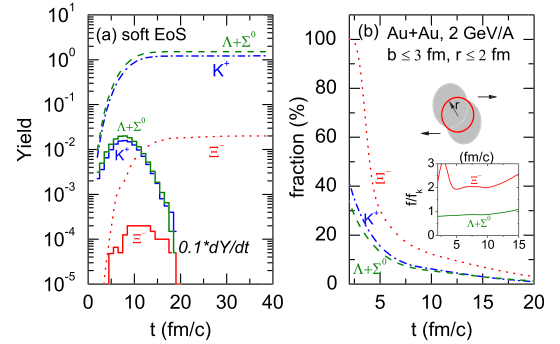 (a) soft EoS
Λ+Σ⁰
K⁺
Λ+Σ⁰
K⁺
Ξ⁻
Ξ⁻
0.1*dY/dt
10² 10¹ 10⁰ 10⁻¹ 10⁻² 10⁻³ 10⁻⁴ 10⁻⁵
Yield
0 10 20 30 40
t (fm/c)
(b) Au+Au, 2 GeV/A
b ≤ 3 fm, r ≤ 2 fm
r
Ξ⁻
K⁺
Λ+Σ⁰
100 80 60 40 20 0
fraction (%)
5 10 15 20
t (fm/c)
(fm/c)
Ξ⁻
Λ+Σ⁰
f/fₖ
3 2 1 0
5 10 15